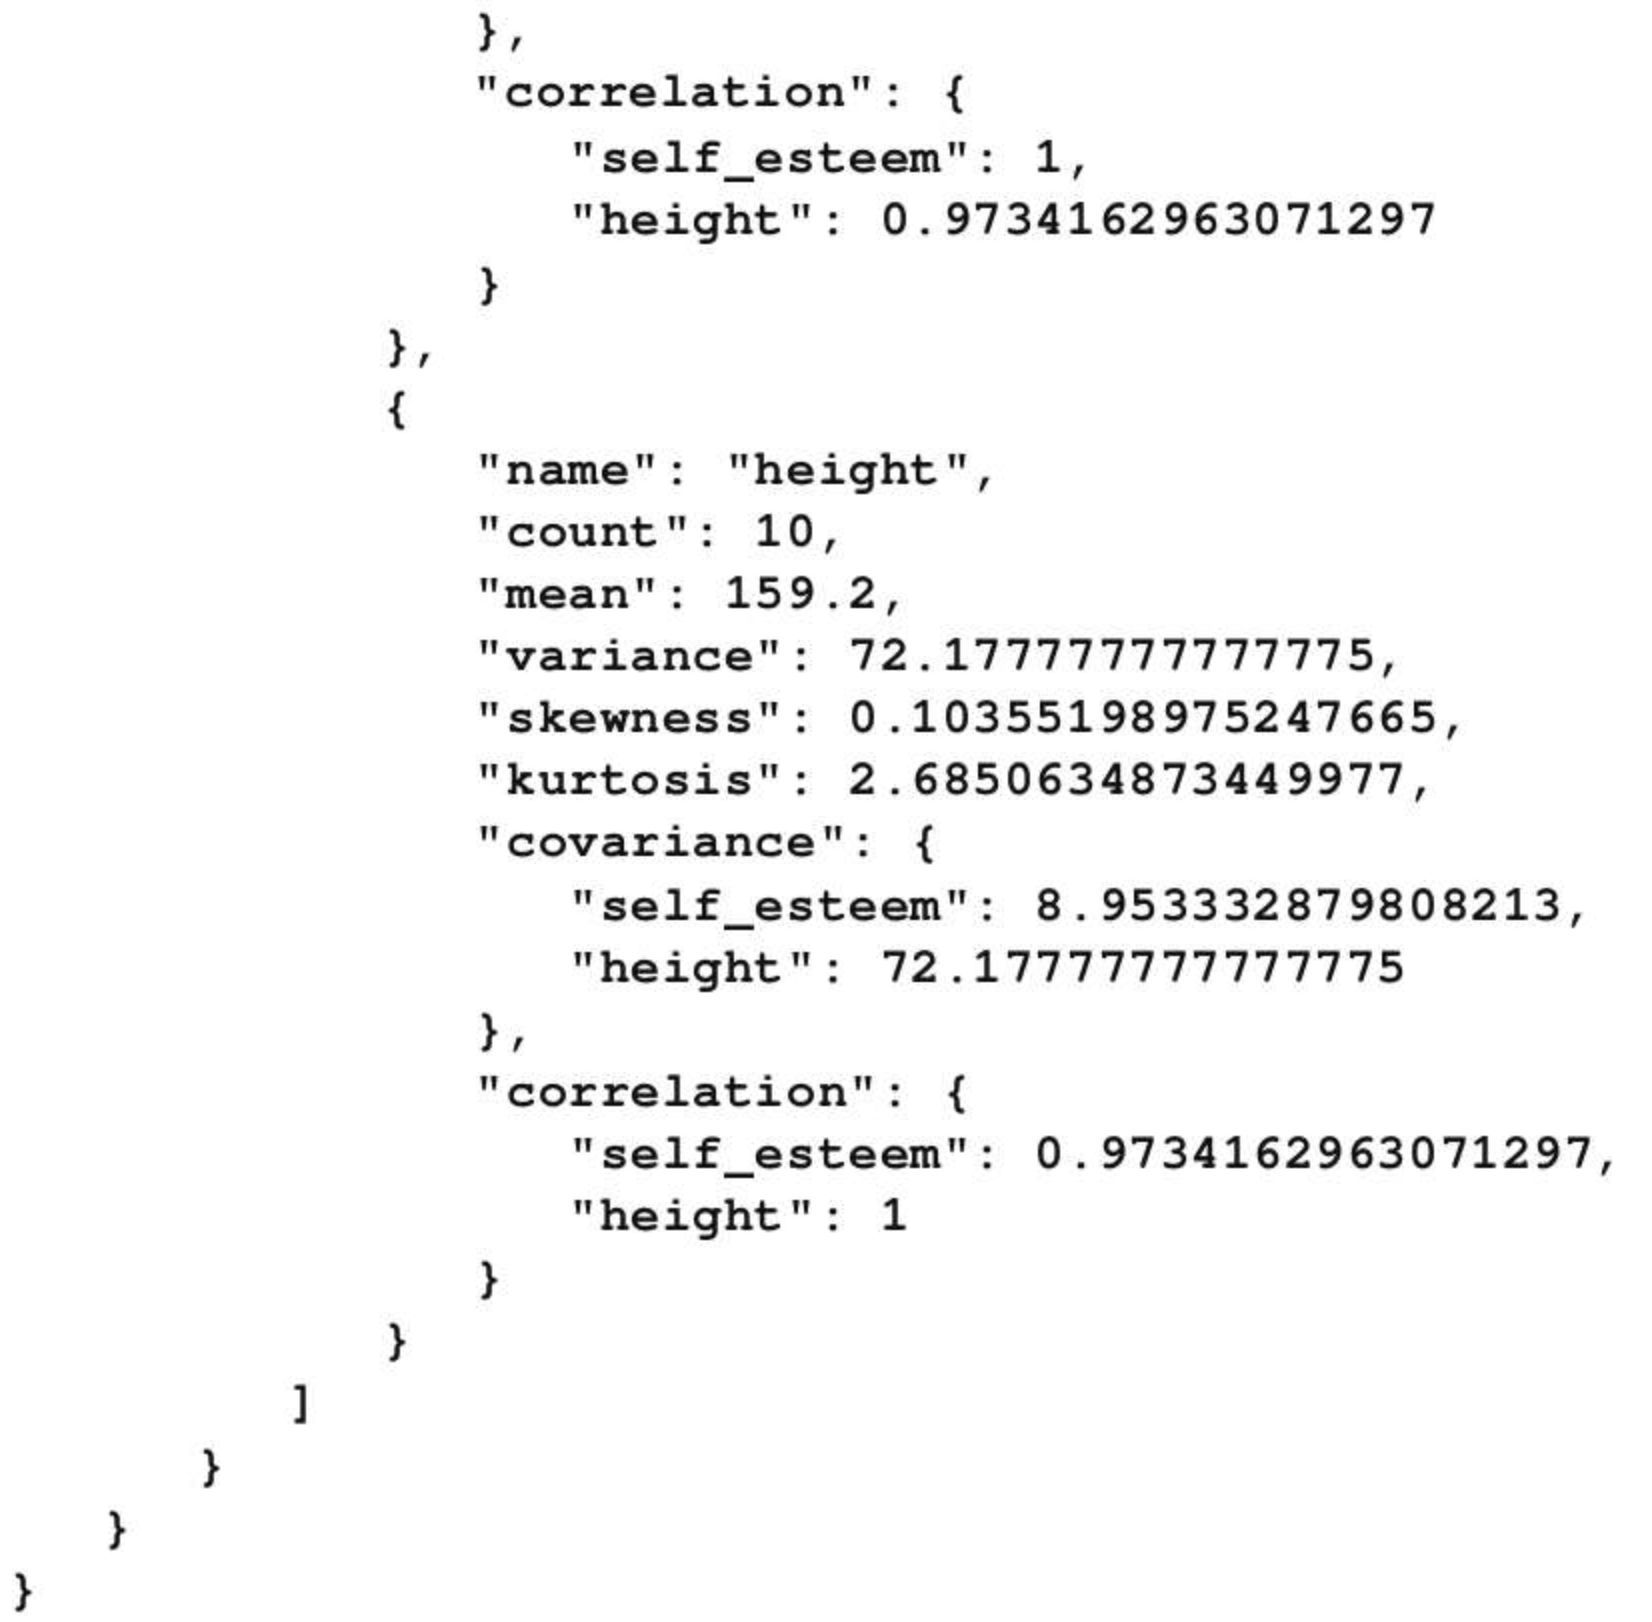 },
"correlation": {
"self_esteem": 1,
"height": 0.9734162963071297
}
},
{
"name": "height",
"count": 10,
"mean": 159.2,
"variance": 72.17777777777775,
"skewness": 0.10355198975247665,
"kurtosis": 2.6850634873449977,
"covariance": {
"self_esteem": 8.953332879808213,
"height": 72.17777777777775
},
"correlation": {
"self_esteem": 0.9734162963071297,
"height": 1
}
}
]
}
}
}